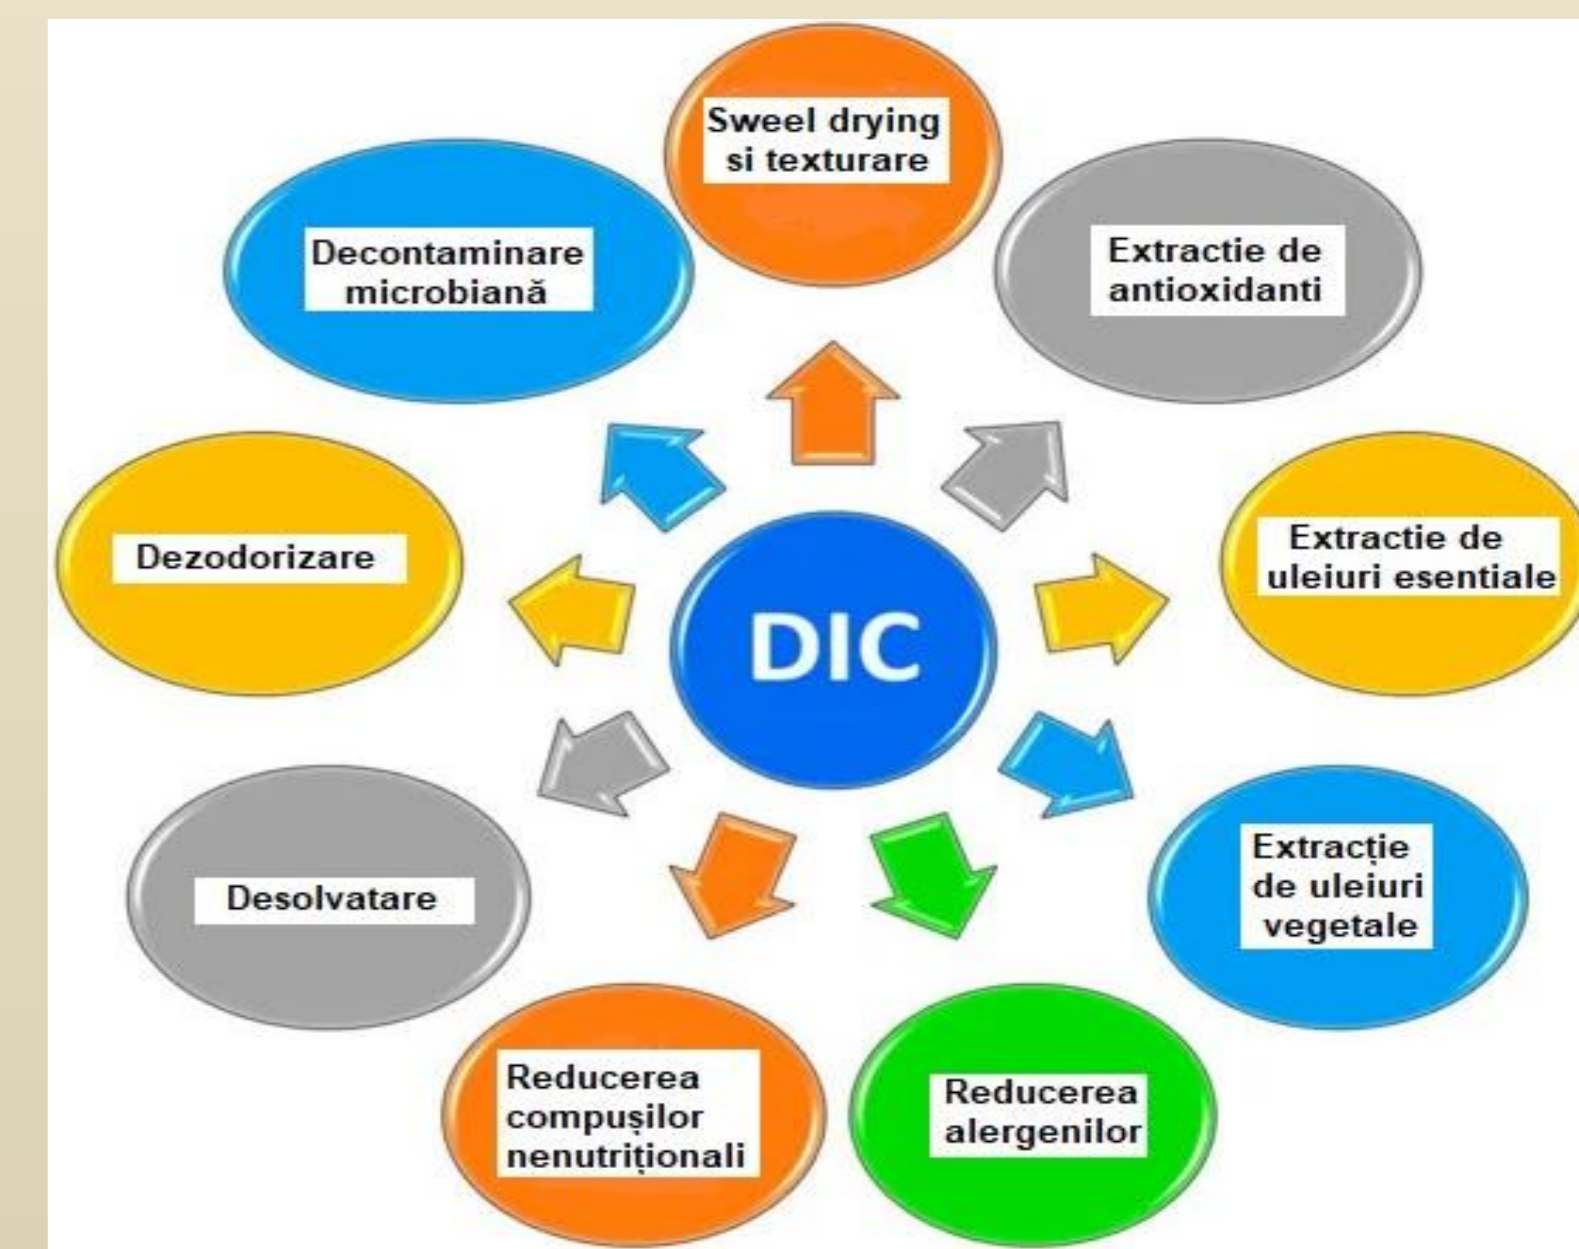 Sweel drying
si texturare
Decontaminare
microbiană
Extractie de
antioxidanti
Dezodorizare
Extractie de
uleiuri esentiale
DIC
Desolvatare
Extracție
de uleiuri
vegetale
Reducerea
compușilor
nenutriționali
Reducerea
alergenilor